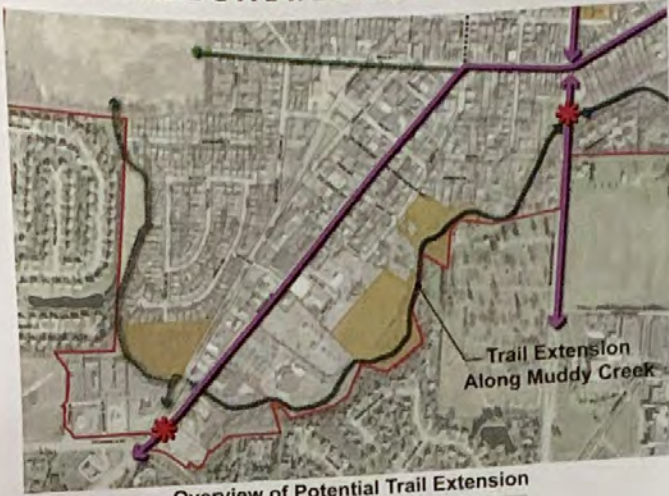 Trail Extension
Along Muddy Creek
Overview of Potential Trail Extension